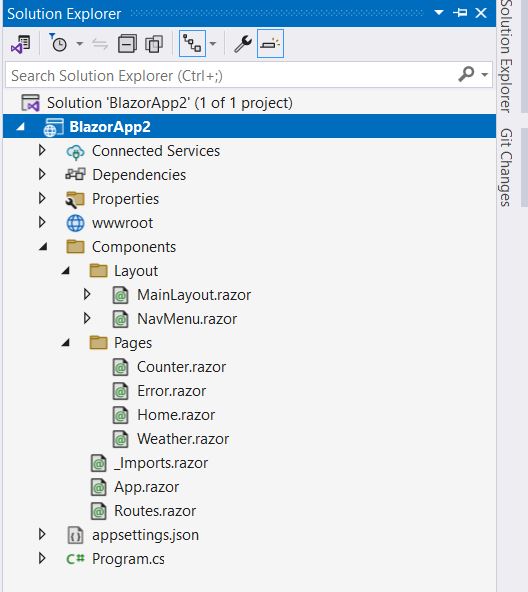 Solution Explorer
Search Solution Explorer (Ctrl+;)
Solution 'BlazorApp2' (1 of 1 project)
BlazorApp2
Connected Services
Dependencies
Properties
wwwroot
Components
Layout
MainLayout.razor
NavMenu.razor
Pages
Counter.razor
Error.razor
Home.razor
Weather.razor
_Imports.razor
App.razor
Routes.razor
appsettings.json
C# Program.cs
Solution Explorer
Git Changes